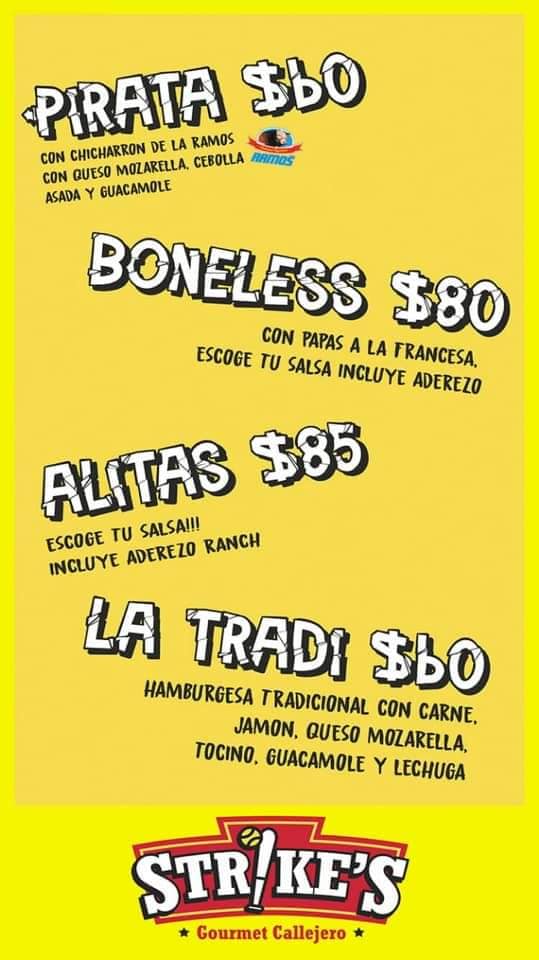 PIRATA $60
CON CHICHARRON DE LA RAMOS
CON QUESO MOZARELLA, CEBOLLA
ASADA Y GUACAMOLE
RAMOS
BONELESS $80
CON PAPAS A LA FRANCESA,
ESCOGE TU SALSA INCLUYE ADEREZO
ALITAS $85
ESCOGE TU SALSA!!!
INCLUYE ADEREZO RANCH
LA TRADI $60
HAMBURGESA TRADICIONAL CON CARNE,
JAMON, QUESO MOZARELLA,
TOCINO, GUACAMOLE Y LECHUGA
STRIKE'S
Gourmet Callejero